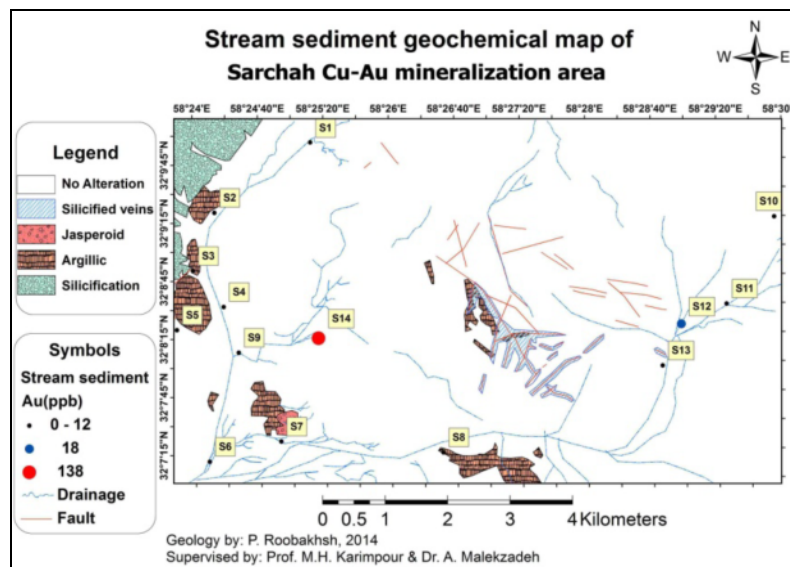 Stream sediment geochemical map of
Sarchah Cu-Au mineralization area
N
W E
S
58°24'E 58°24'40"E 58°25'20"E 58°26'E 58°26'40"E 58°27'20"E 58°28'E 58°28'40"E 58°29'20"E 58°30
32°9'45"N
32°9'15"N
32°8'45"N
32°8'15"N
32°7'45"N
32°7'15"N
Legend
No Alteration
Silicified veins
Jasperoid
Argillic
Silicification
Symbols
Stream sediment
Au(ppb)
0 - 12
18
138
Drainage
Fault
S1
S2
S10
S3
S4
S5
S14
S11
S12
S9
S13
S7
S6
S8
0 0.5 1 2 3 4 Kilometers
Geology by: P. Roobakhsh, 2014
Supervised by: Prof. M.H. Karimpour & Dr. A. Malekzadeh